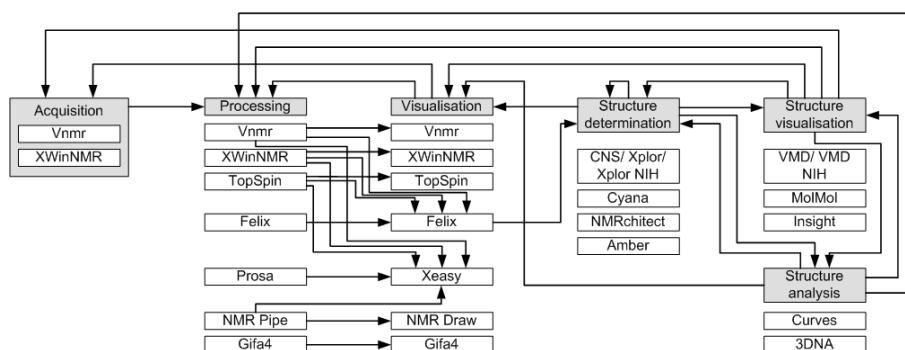 Acquisition
Vnmr
XWinNMR
Processing
Vnmr
XWinNMR
TopSpin
Felix
Prosa
NMR Pipe
Gifa4
Visualisation
Vnmr
XWinNMR
TopSpin
Felix
Xeasy
NMR Draw
Gifa4
Structure
determination
CNS/ Xplor/
Xplor NIH
Cyana
NMRchitect
Amber
Structure
visualisation
VMD/ VMD
NIH
MolMol
Insight
Structure
analysis
Curves
3DNA